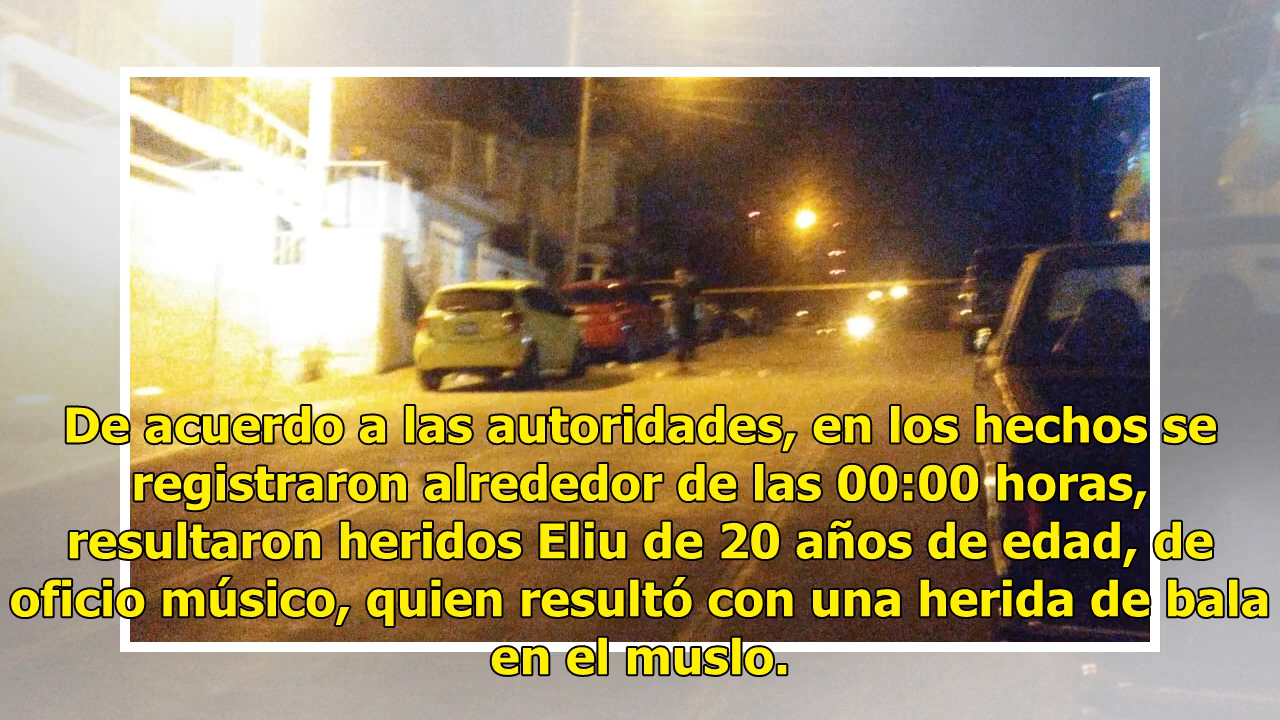 De acuerdo a las autoridades, en los hechos se
registraron alrededor de las 00:00 horas,
resultaron heridos Eliu de 20 años de edad, de
oficio músico, quien resultó con una herida de bala
en el muslo.